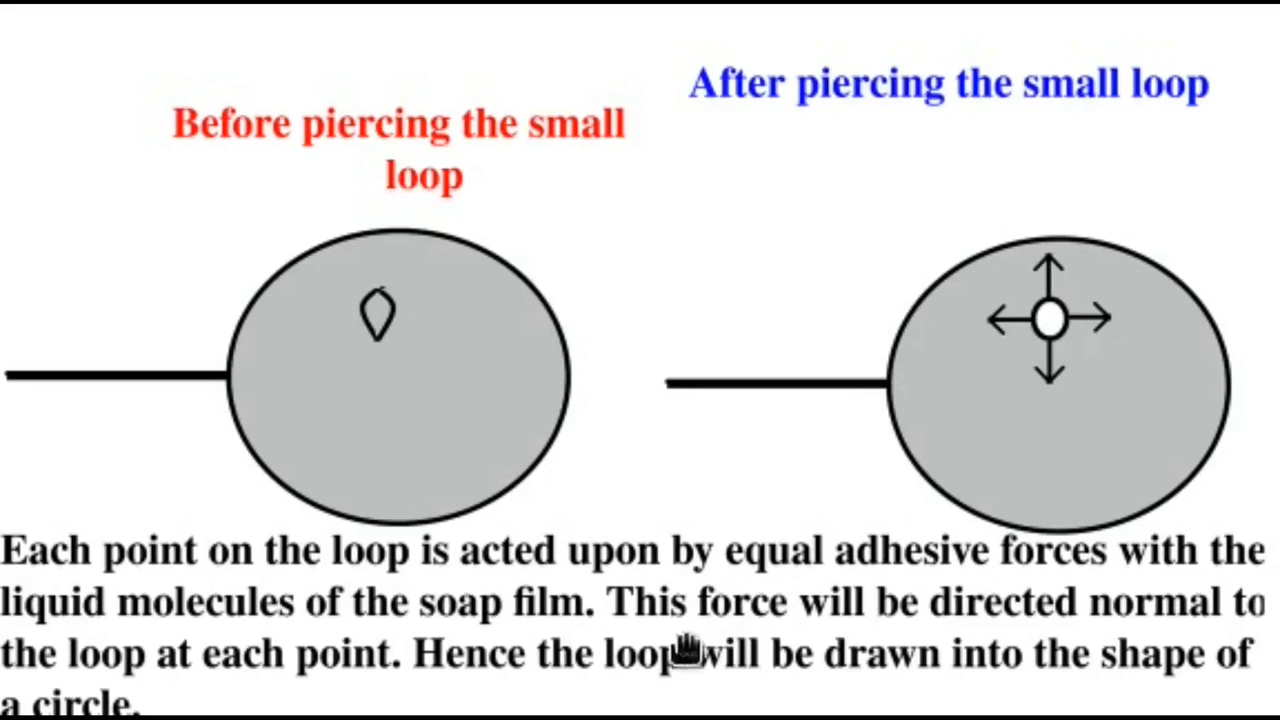 Before piercing the small
loop
After piercing the small loop
Each point on the loop is acted upon by equal adhesive forces with the
liquid molecules of the soap film. This force will be directed normal to
the loop at each point. Hence the loop will be drawn into the shape of
a circle.